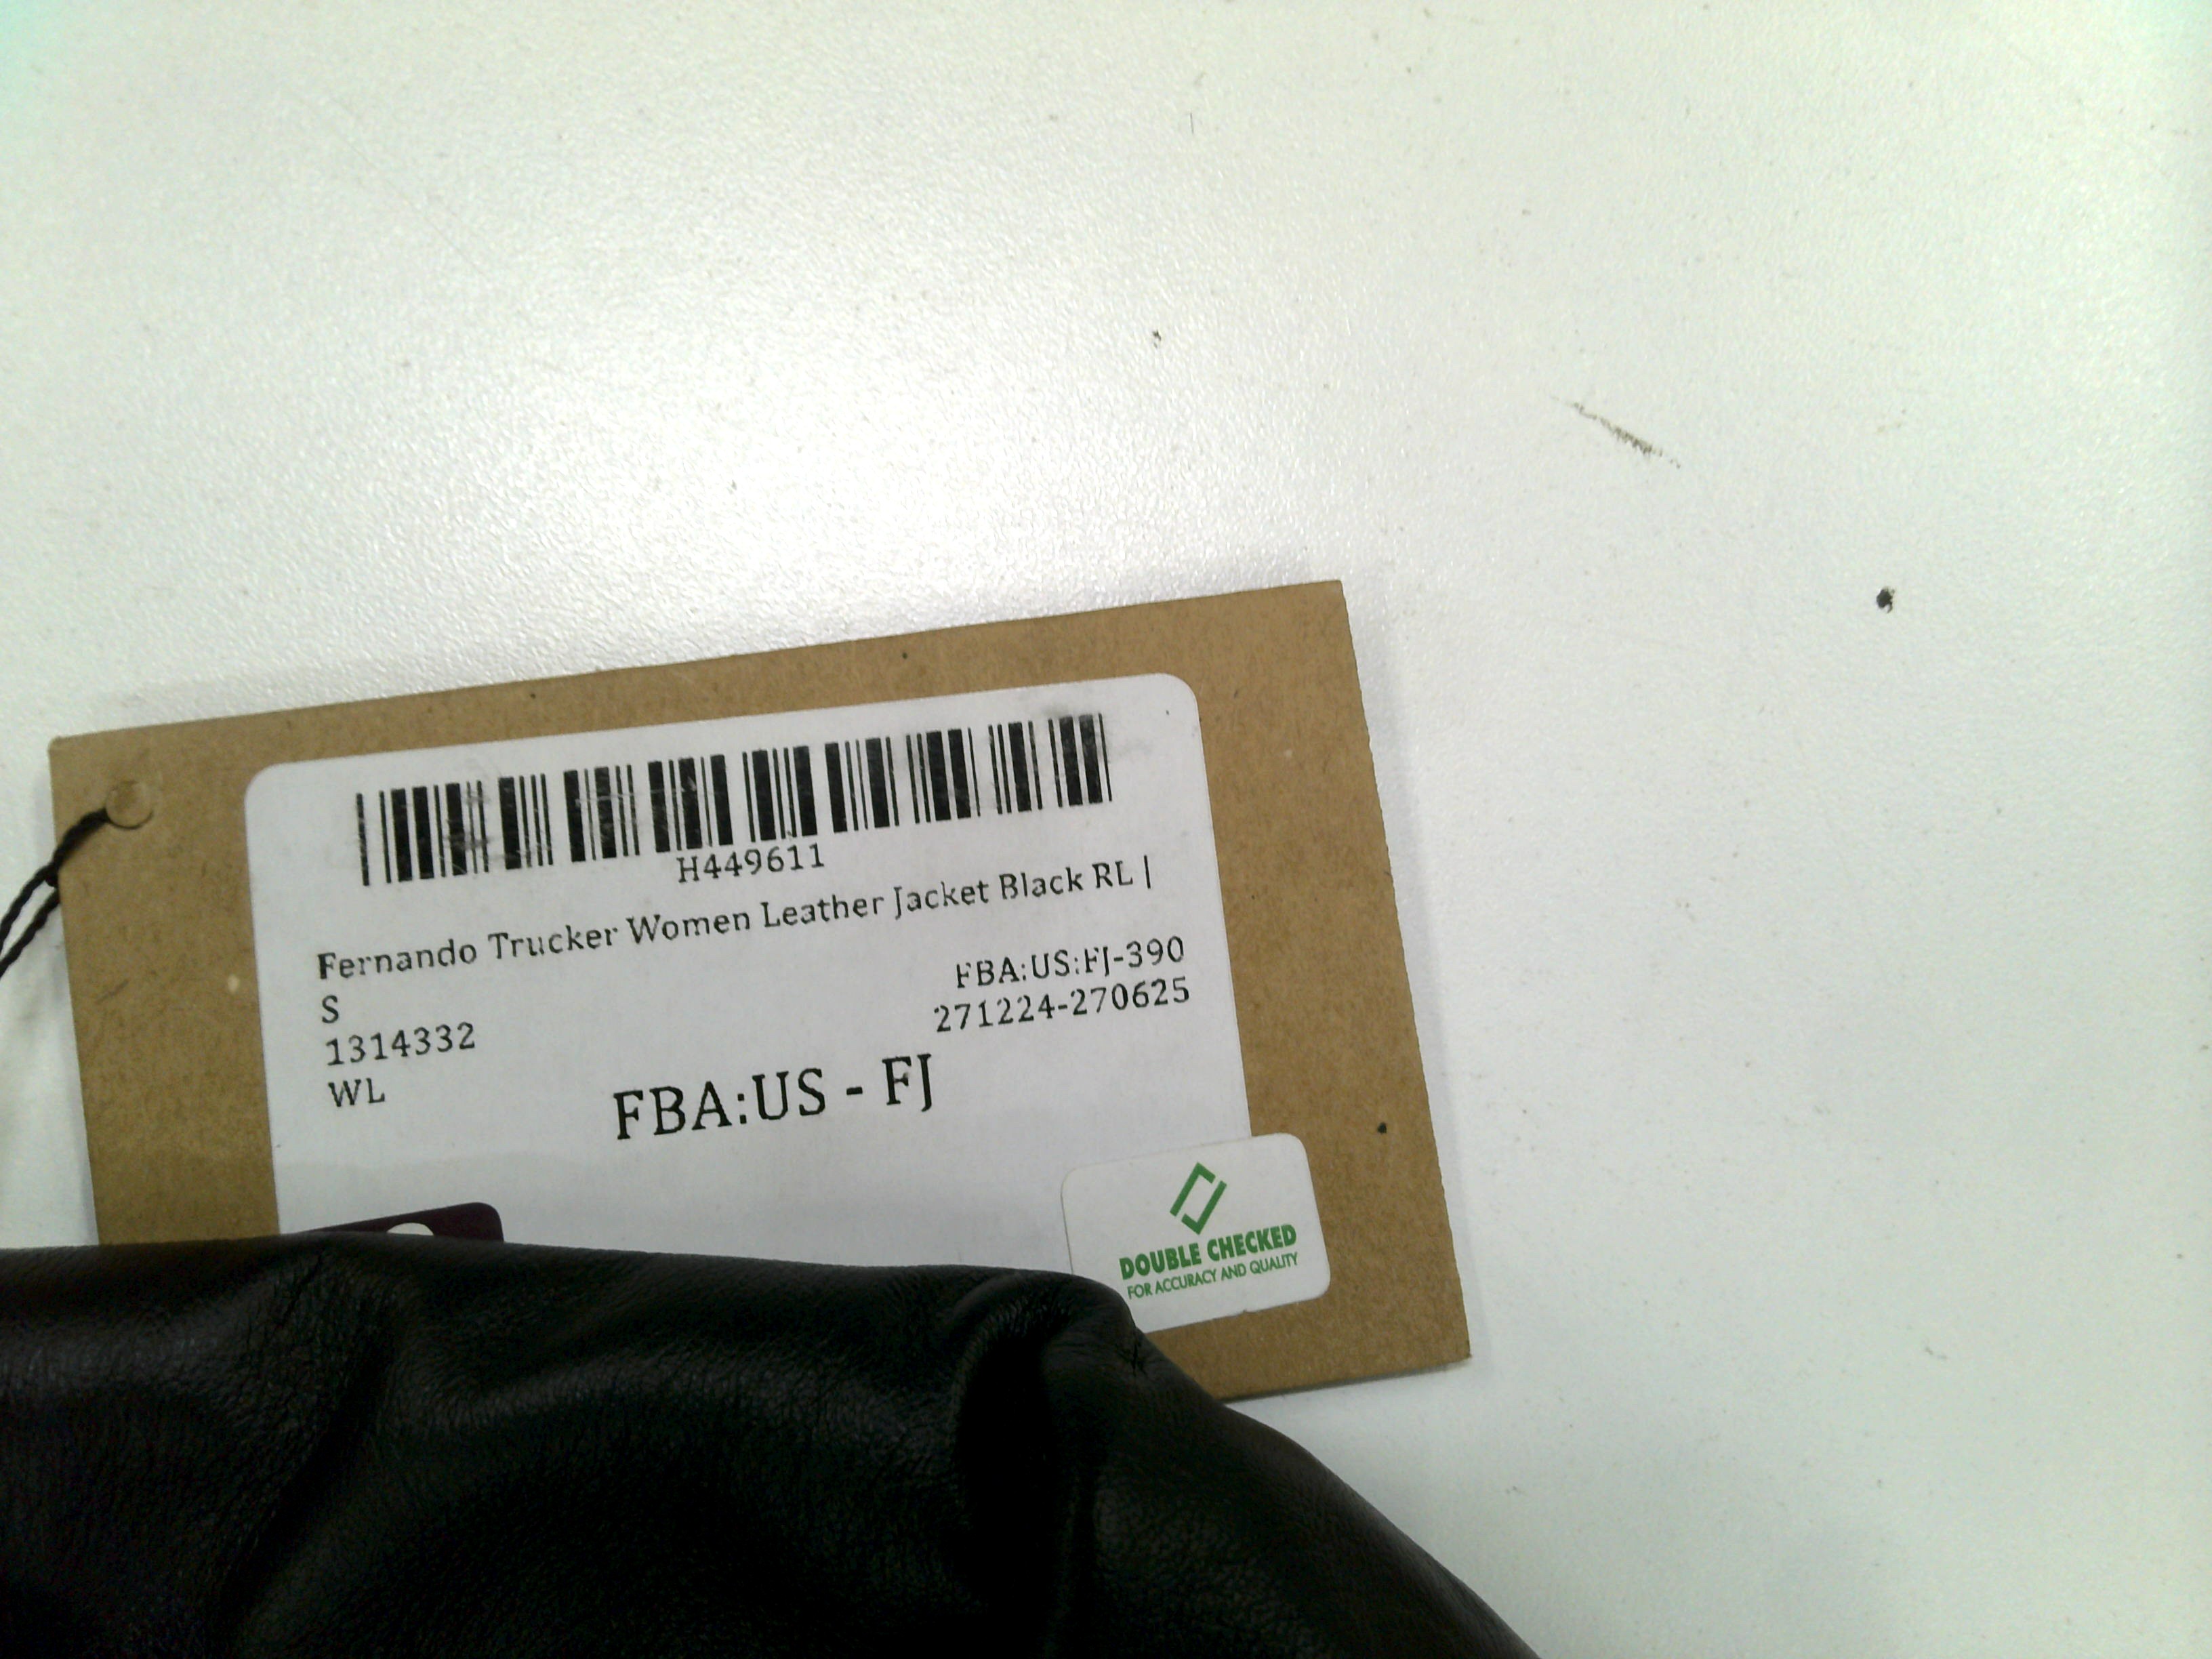 H449611
Fernando Trucker Women Leather Jacket Black RL |
S
FBA:US:FJ-390
1314332
271224-270625
WL
FBA:US - FJ
DOUBLE CHECKED
FOR ACCURACY AND QUALITY